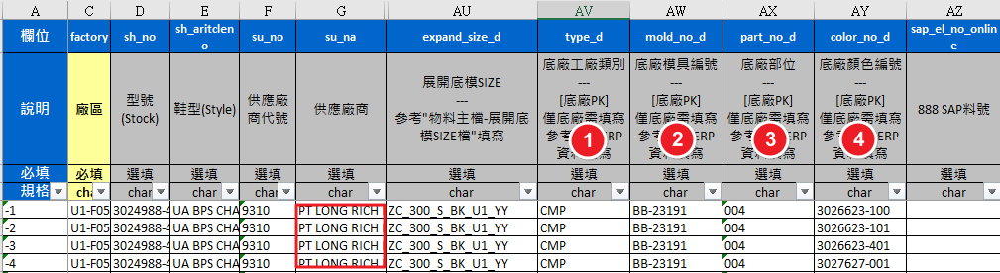 A C D E F G AU AV AW AX AY AZ
欄位 factory sh_no sh_aritcleno su_no su_na expand_size_d type_d mold_no_d part_no_d color_no_d sap_el_no_online
說明 廠區 型號(Stock) 鞋型(Style) 供應廠商代號 供應廠商
展開底模SIZE
---
參考"物料主檔-展開底模SIZE檔"填寫
底廠工廠類別
---
[底廠PK]
僅底廠需填寫
參考 ERP
資料 填寫
1
底廠模具編號
---
[底廠PK]
僅底廠需填寫
參考 ERP
資料 填寫
2
底廠部位
---
[底廠PK]
僅底廠需填寫
參考 ERP
資料 填寫
3
底廠顏色編號
---
[底廠PK]
僅底廠需填寫
參考 ERP
資料 填寫
4
888 SAP料號
必填 必填 選填 選填 選填 選填 選填 選填 選填 選填 選填 選填
規格 char char char char char char char char char char char
-1 U1-F05 3024988-4 UA BPS CHA 9310 PT LONG RICH ZC_300_S_BK_U1_YY CMP BB-23191 004 3026623-100
-2 U1-F05 3024988-4 UA BPS CHA 9310 PT LONG RICH ZC_300_S_BK_U1_YY CMP BB-23191 004 3026623-101
-3 U1-F05 3024988-4 UA BPS CHA 9310 PT LONG RICH ZC_300_S_BK_U1_YY CMP BB-23191 004 3026623-401
-4 U1-F05 3024988-4 UA BPS CHA 9310 PT LONG RICH ZC_300_S_BK_U1_YY CMP BB-23191 004 3027627-001